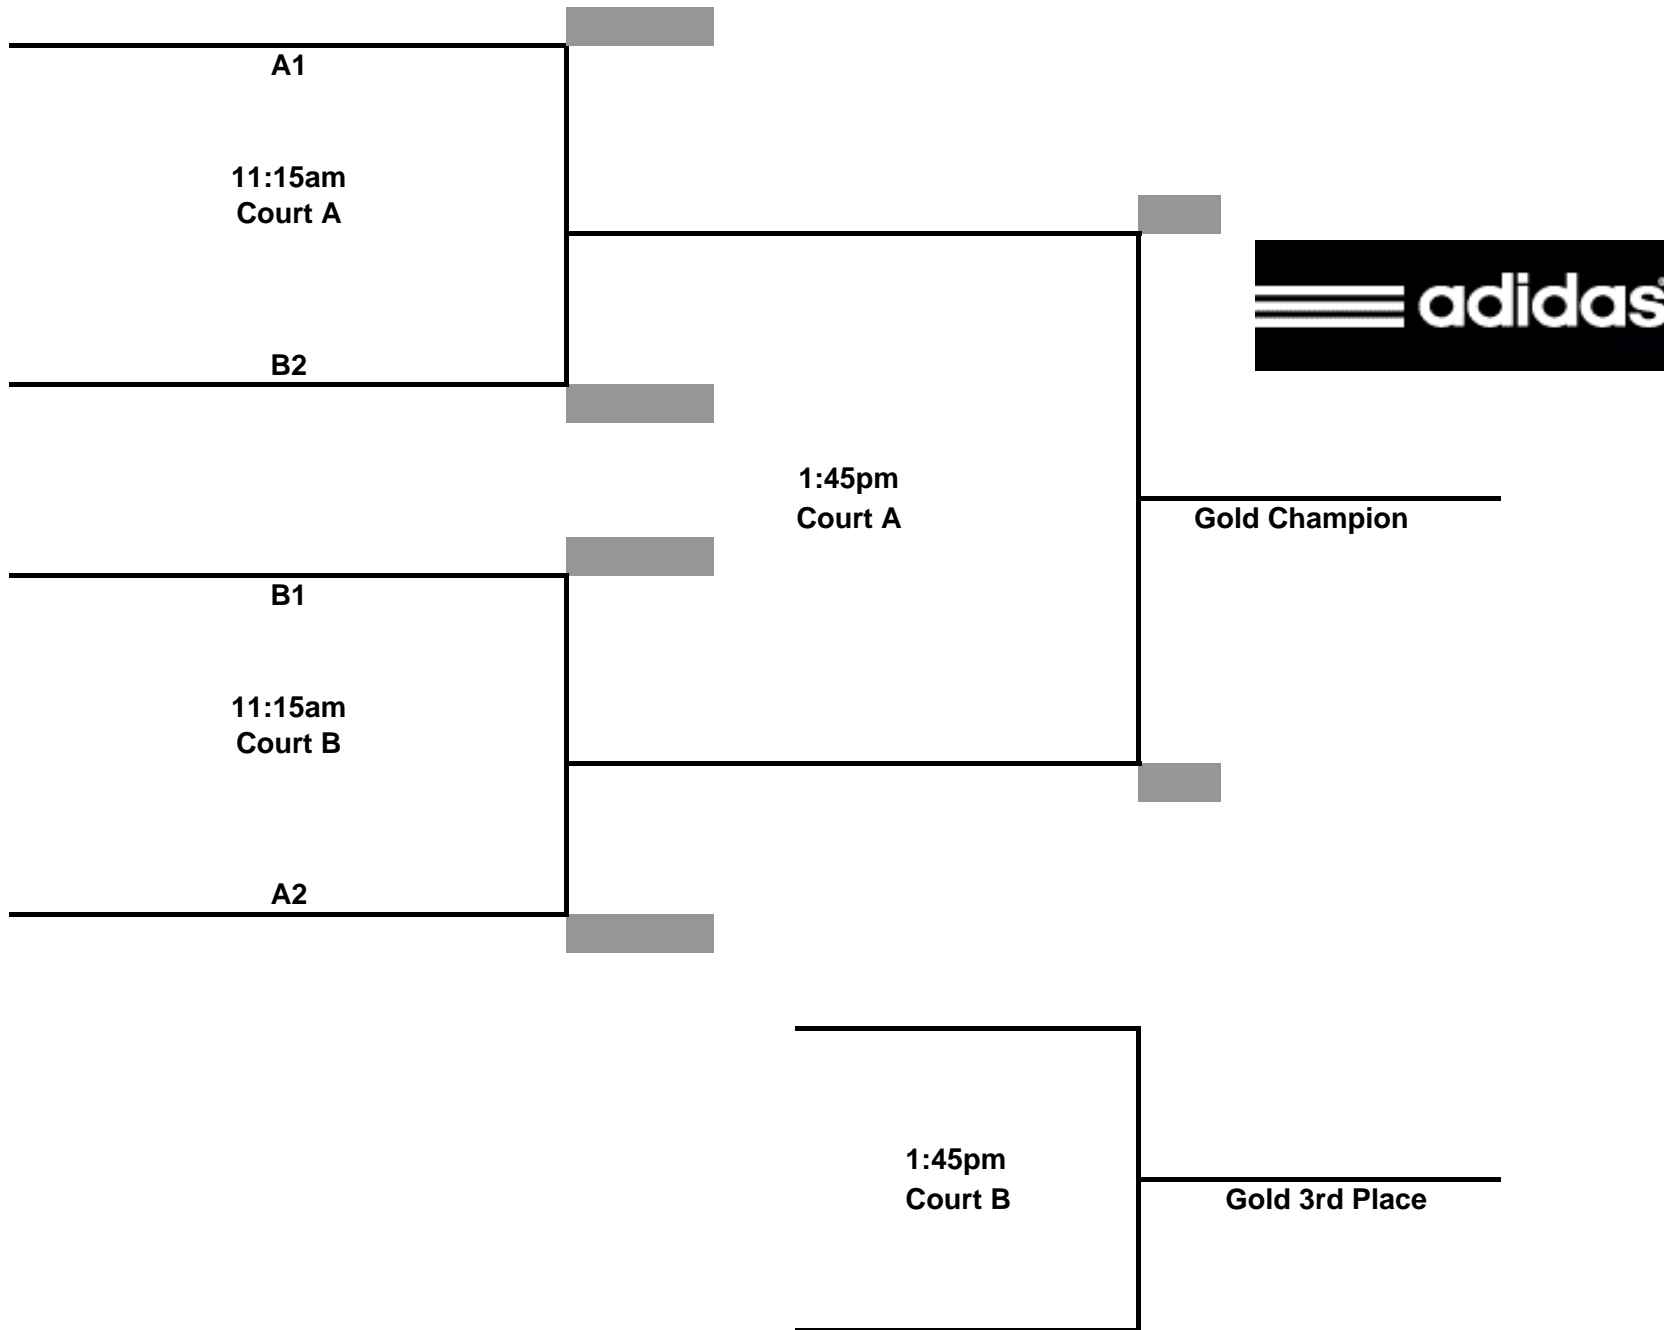 A1
11:15am
Court A
B2
adidas
1:45pm
Court A
Gold Champion
B1
11:15am
Court B
A2
1:45pm
Court B
Gold 3rd Place